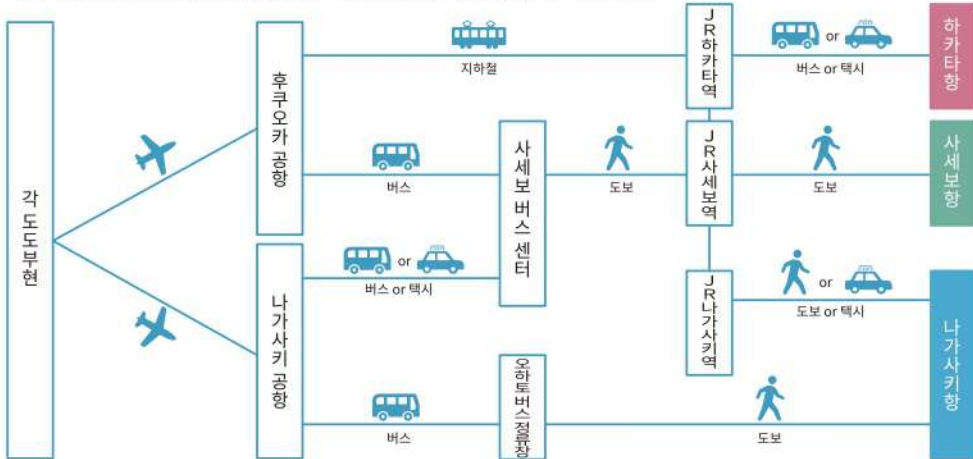 각 도도부현
후쿠오카 공항
나가사키 공항
지하철
버스
or
버스 or 택시
버스
사세보 버스 센터
오하토버스정류장
도보
JR하카타역
JR사세보역
JR나가사키역
or
버스 or 택시
도보
or
도보 or 택시
도보
하카타항
사세보항
나가사키항